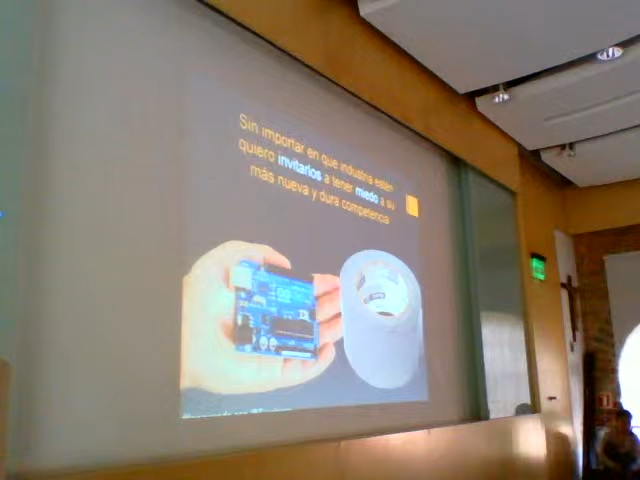 Sin importar en que industria estén
quiero invitarlos a tener miedo a su
más nueva y dura competencia